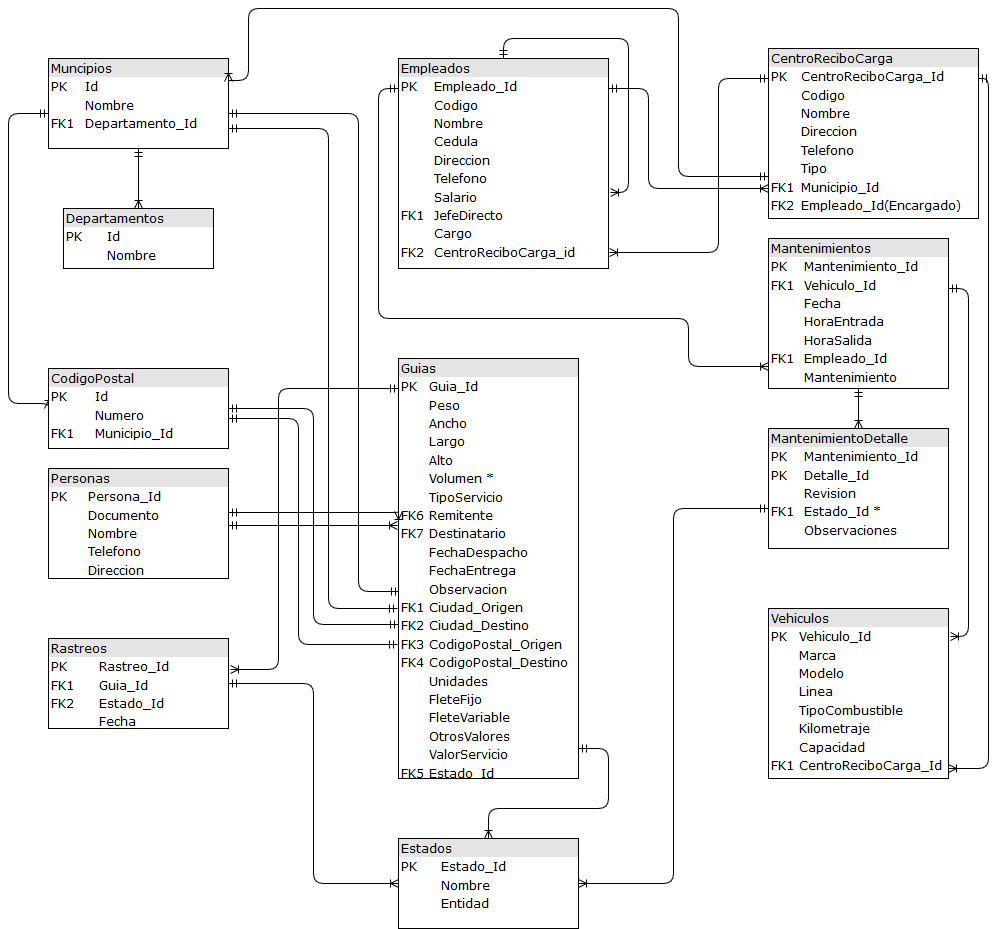 Muncipios
PK Id
Nombre
FK1 Departamento_Id
Departamentos
PK Id
Nombre
CodigoPostal
PK Id
Numero
FK1 Municipio_Id
Personas
PK Persona_Id
Documento
Nombre
Telefono
Direccion
Rastreos
PK Rastreo_Id
FK1 Guia_Id
FK2 Estado_Id
Fecha
Empleados
PK Empleado_Id
Codigo
Nombre
Cedula
Direccion
Telefono
Salario
FK1 JefeDirecto
Cargo
FK2 CentroReciboCarga_id
Guias
PK Guia_Id
Peso
Ancho
Largo
Alto
Volumen *
TipoServicio
FK6 Remitente
FK7 Destinatario
FechaDespacho
FechaEntrega
Observacion
FK1 Ciudad_Origen
FK2 Ciudad_Destino
FK3 CodigoPostal_Origen
FK4 CodigoPostal_Destino
Unidades
FleteFijo
FleteVariable
OtrosValores
ValorServicio
FK5 Estado_Id
Estados
PK Estado_Id
Nombre
Entidad
CentroReciboCarga
PK CentroReciboCarga_Id
Codigo
Nombre
Direccion
Telefono
Tipo
FK1 Municipio_Id
FK2 Empleado_Id(Encargado)
Mantenimientos
PK Mantenimiento_Id
FK1 Vehiculo_Id
Fecha
HoraEntrada
HoraSalida
FK1 Empleado_Id
Mantenimiento
MantenimientoDetalle
PK Mantenimiento_Id
PK Detalle_Id
Revision
FK1 Estado_Id *
Observaciones
Vehiculos
PK Vehiculo_Id
Marca
Modelo
Linea
TipoCombustible
Kilometraje
Capacidad
FK1 CentroReciboCarga_Id